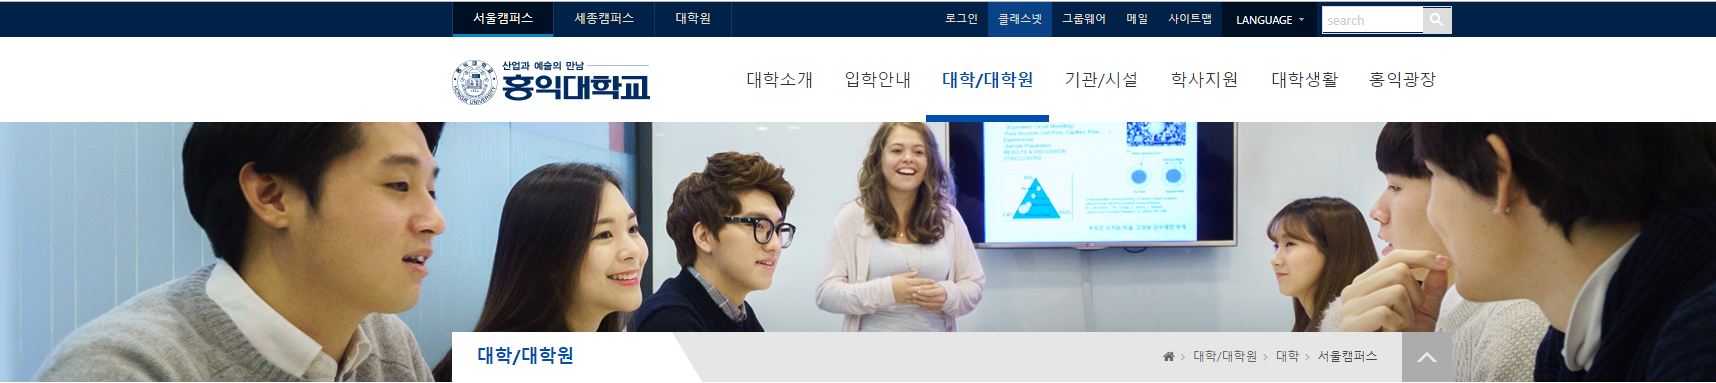 서울캠퍼스 세종캠퍼스 대학원 로그인 클래스넷 그룹웨어 메일 사이트맵 LANGUAGE search
산업과 예술의 만남
홍익대학교
대학소개 입학안내 대학/대학원 기관/시설 학사지원 대학생활 홍익광장
RESULTS & DISCUSSION
CONCLUSIONS
대학/대학원
대학/대학원 > 대학 > 서울캠퍼스